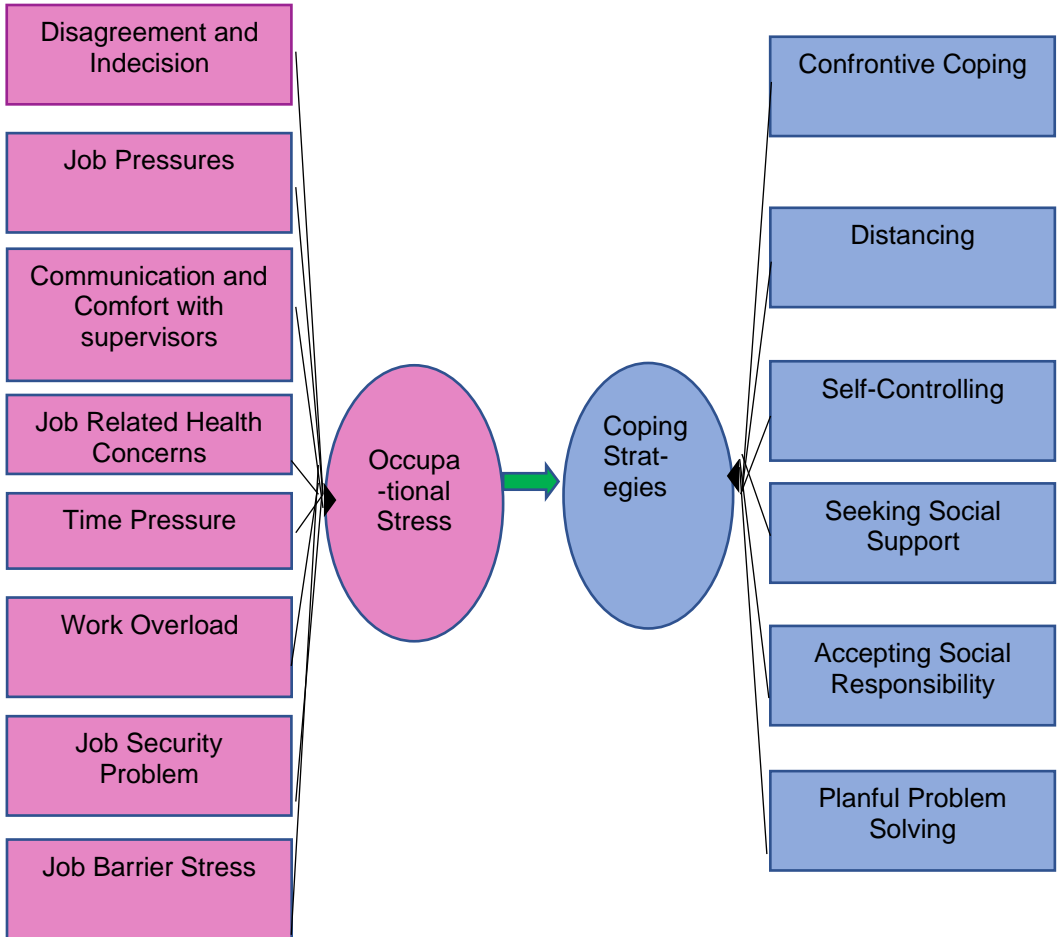 Disagreement and
Indecision
Job Pressures
Communication and
Comfort with
supervisors
Job Related Health
Concerns
Time Pressure
Work Overload
Job Security
Problem
Job Barrier Stress
Occupa
-tional
Stress
Coping
Strat-
egies
Confrontive Coping
Distancing
Self-Controlling
Seeking Social
Support
Accepting Social
Responsibility
Planful Problem
Solving